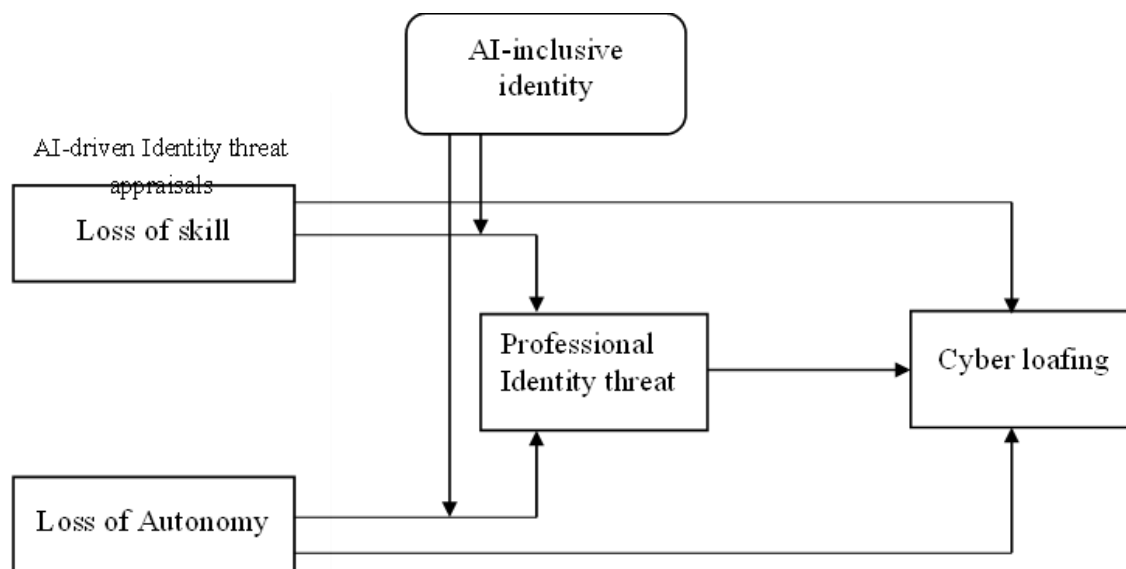 AI-inclusive
identity
AI-driven Identity threat
appraisals
Loss of skill
Professional
Identity threat
Cyber loafing
Loss of Autonomy